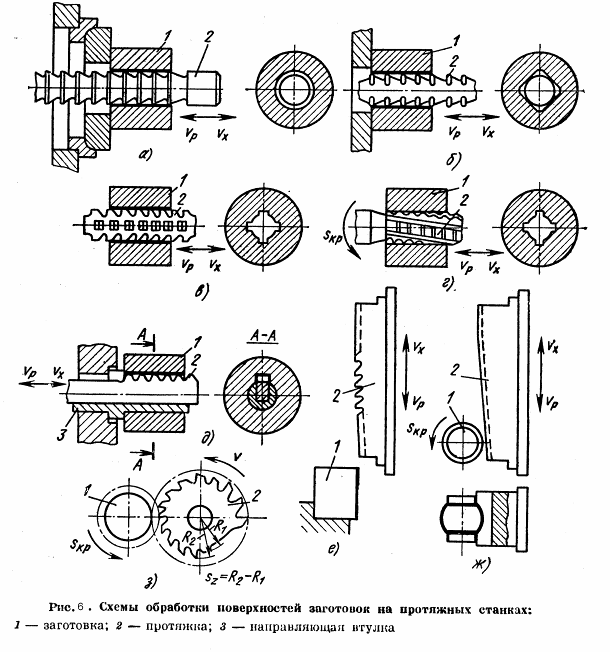 1 2
vр vх
а)
1
2
vр vх
б)
1
2
vр vх
в)
1
2
sкр
vр vх
г)
А А-А
vр vх
1
2
3
д)
А
vх
2
vр
1
е)
vх
2
vр
1
sкр
ж)
v
1 2
R1
R2
sкр
sz=R2-R1
з)
Рис. 6. Схемы обработки поверхностей заготовок на протяжных станках:
1 — заготовка; 2 — протяжка; 3 — направляющая втулка